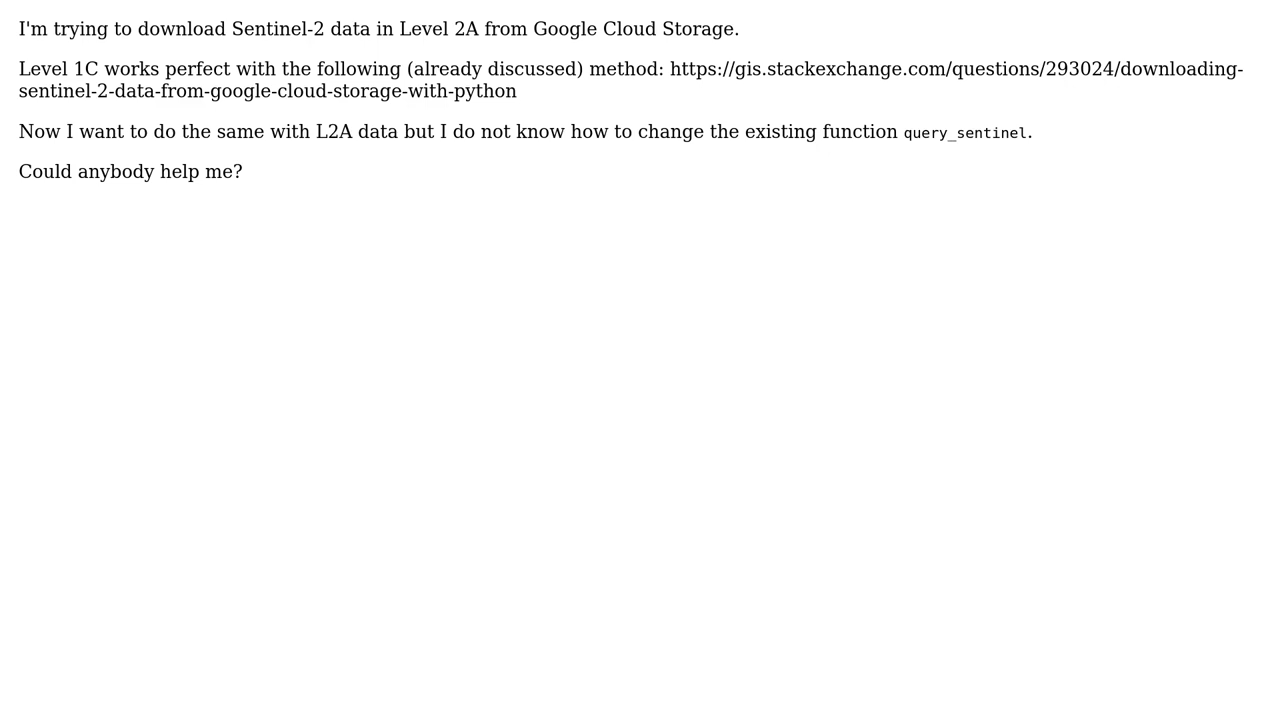 I'm trying to download Sentinel-2 data in Level 2A from Google Cloud Storage.
Level 1C works perfect with the following (already discussed) method: https://gis.stackexchange.com/questions/293024/downloading-
sentinel-2-data-from-google-cloud-storage-with-python
Now I want to do the same with L2A data but I do not know how to change the existing function query_sentinel.
Could anybody help me?